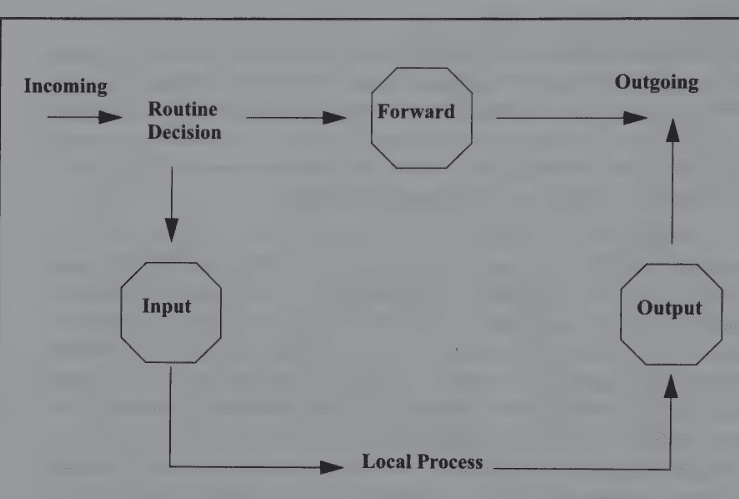 Incoming
Routine
Decision
Forward
Outgoing
Input
Output
Local Process